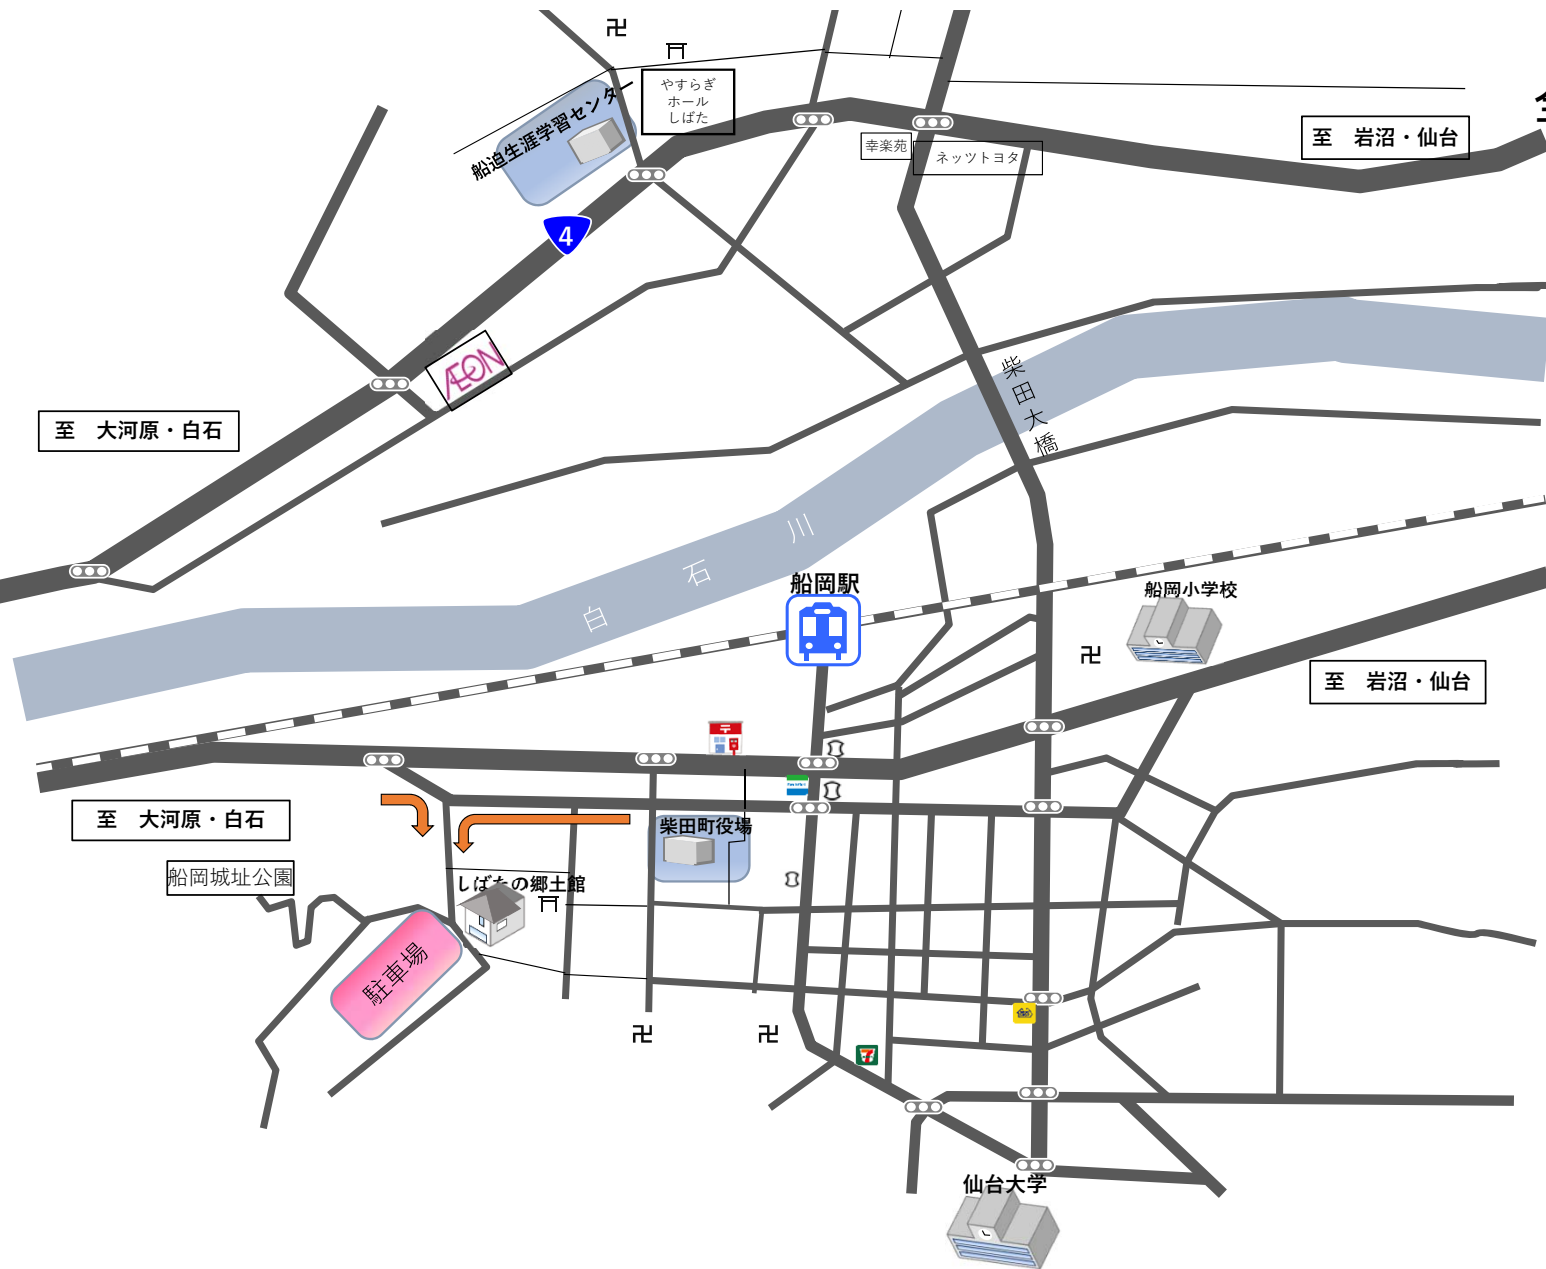 船迫生涯学習センター
やすらぎ
ホール
しばた
幸楽苑
ネッツトヨタ
至　岩沼・仙台
4
ÆON
至　大河原・白石
柴田大橋
白石川
船岡駅
船岡小学校
至　岩沼・仙台
〒
至　大河原・白石
柴田町役場
船岡城址公園
しばたの郷土館
駐車場
7
仙台大学